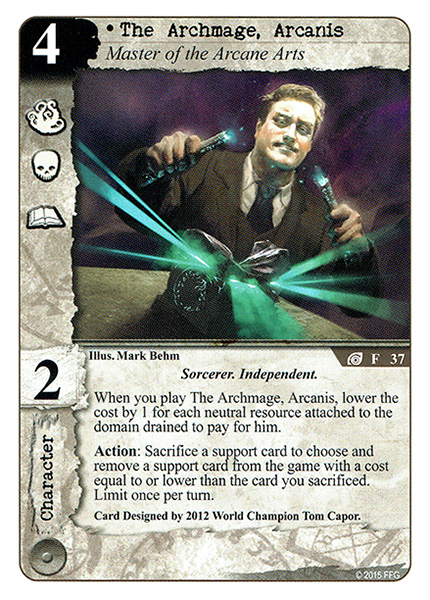 4
• The Archmage, Arcanis
Master of the Arcane Arts
Illus. Mark Behm
F 37
2
Sorcerer. Independent.
When you play The Archmage, Arcanis, lower the
cost by 1 for each neutral resource attached to the
domain drained to pay for him.
Action: Sacrifice a support card to choose and
remove a support card from the game with a cost
equal to or lower than the card you sacrificed.
Limit once per turn.
Card Designed by 2012 World Champion Tom Capor.
Character
© 2015 FFG